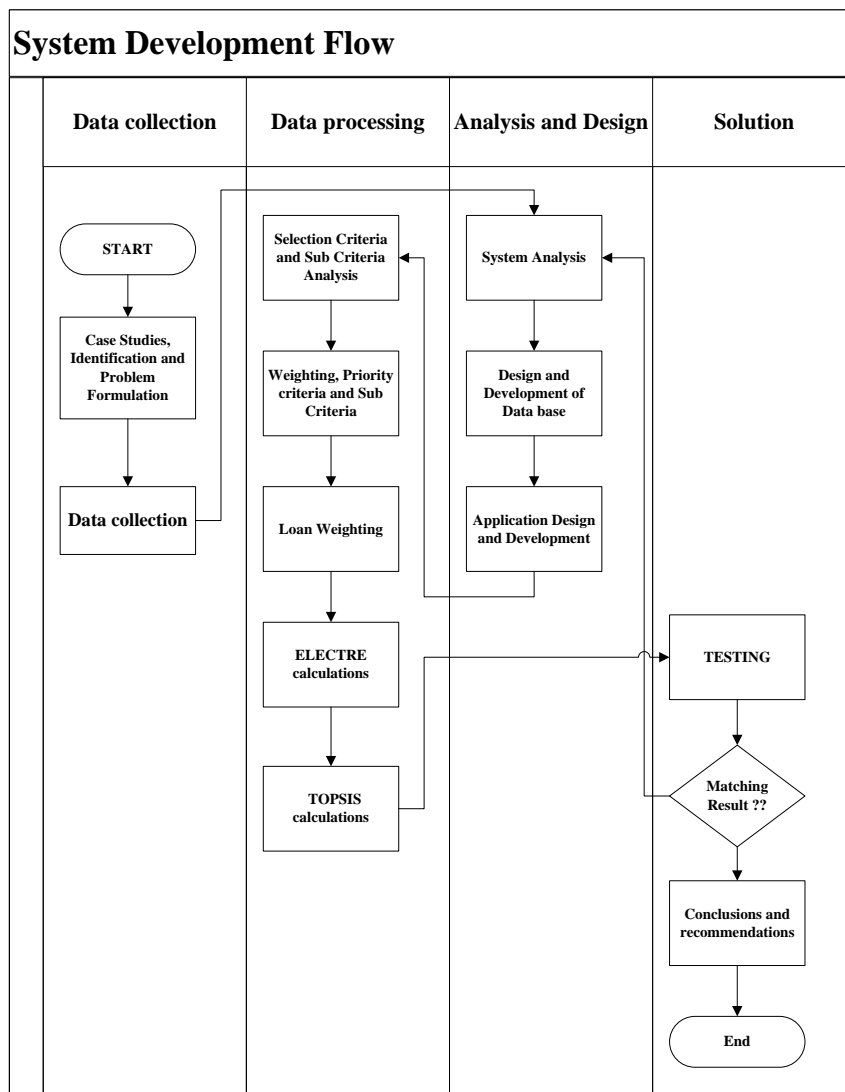 System Development Flow
Data collection
Data processing
Analysis and Design
Solution
START
Case Studies,
Identification and
Problem
Formulation
Data collection
Selection Criteria
and Sub Criteria
Analysis
Weighting, Priority
criteria and Sub
Criteria
Loan Weighting
ELECTRE
calculations
TOPSIS
calculations
System Analysis
Design and
Development of
Data base
Application Design
and Development
TESTING
Matching
Result ??
Conclusions and
recommendations
End